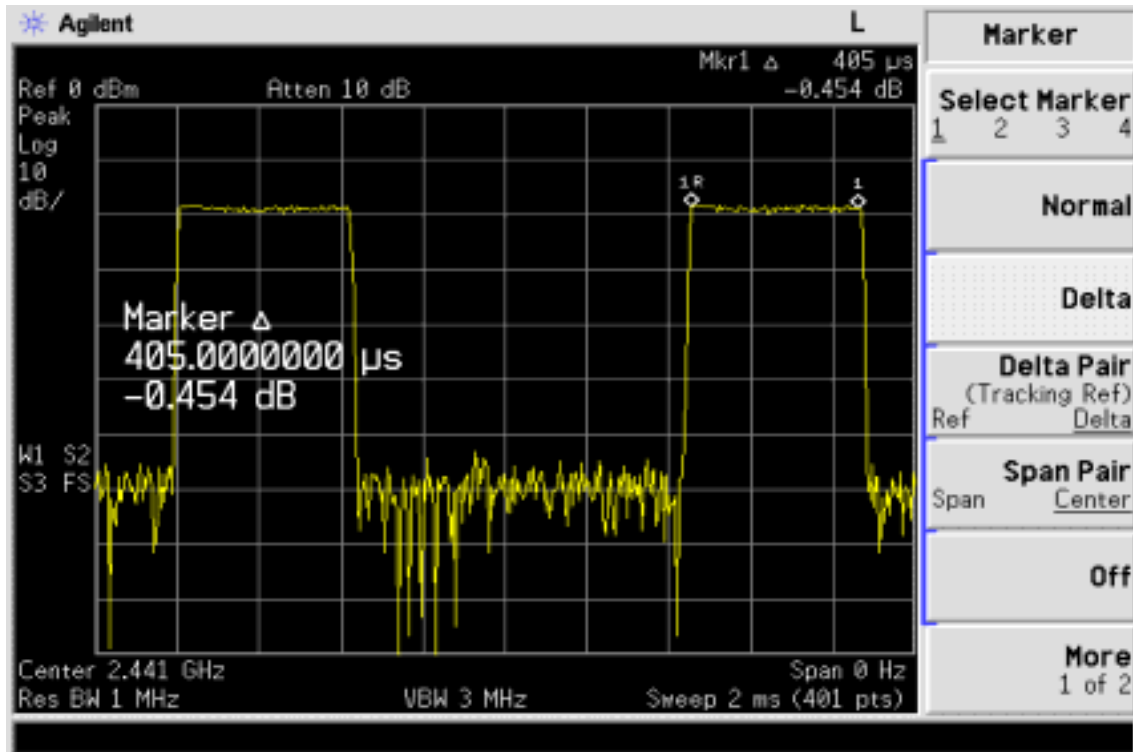 Agilent
L
Marker
Mkr1 Δ 405 µs
Ref 0 dBm Atten 10 dB -0.454 dB
Peak
Log
10
dB/
1R
1
Marker Δ
405.0000000 µs
-0.454 dB
W1 S2
S3 FS
Center 2.441 GHz Span 0 Hz
Res BW 1 MHz VBW 3 MHz Sweep 2 ms (401 pts)
Select Marker
1 2 3 4
Normal
Delta
Delta Pair
(Tracking Ref)
Ref Delta
Span Pair
Span Center
Off
More
1 of 2